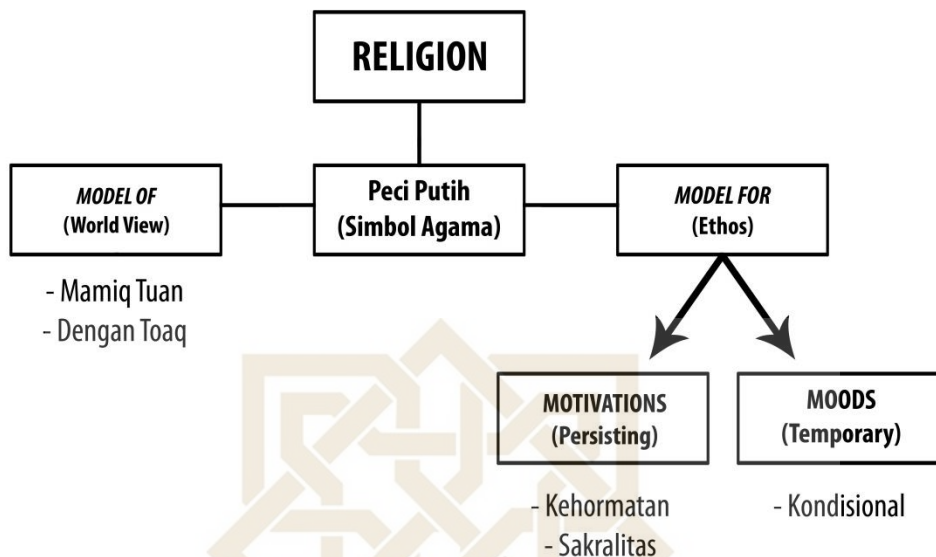 RELIGION
MODEL OF
(World View)
Peci Putih
(Simbol Agama)
MODEL FOR
(Ethos)
- Mamiq Tuan
- Dengan Toaq
MOTIVATIONS
(Persisting)
MOODS
(Temporary)
- Kehormatan
- Sakralitas
- Kondisional